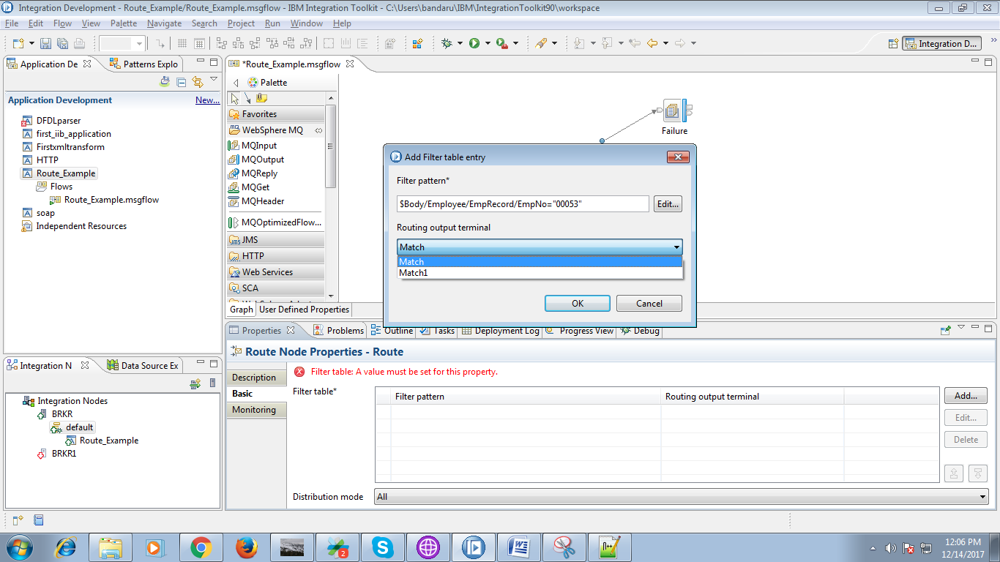 Integration Development - Route_Example/Route_Example.msgflow - IBM Integration Toolkit - C:\Users\bandaru\IBM\IntegrationToolkit90\workspace
File Edit Flow View Palette Navigate Search Project Run Window Help
Integration D...
Application De
Patterns Explo
Application Development
New...
DFDLparser
first_iib_application
Firstxmltransform
HTTP
Route_Example
Flows
Route_Example.msgflow
soap
Independent Resources
*Route_Example.msgflow
Palette
Favorites
WebSphere MQ
MQInput
MQOutput
MQReply
MQGet
MQHeader
MQOptimizedFlow...
JMS
HTTP
Web Services
SCA
Graph
User Defined Properties
Failure
Add Filter table entry
Filter pattern*
$Body/Employee/EmpRecord/EmpNo="00053"
Edit...
Routing output terminal
Match
Match
Match1
OK
Cancel
Properties
Problems
Outline
Tasks
Deployment Log
Progress View
Debug
Route Node Properties - Route
Description
Basic
Monitoring
Filter table: A value must be set for this property.
Filter table*
Filter pattern
Routing output terminal
Add...
Edit...
Delete
Distribution mode
All
Integration N
Data Source Ex
Integration Nodes
BRKR
default
Route_Example
BRKR1
2
N++
12:06 PM
12/14/2017